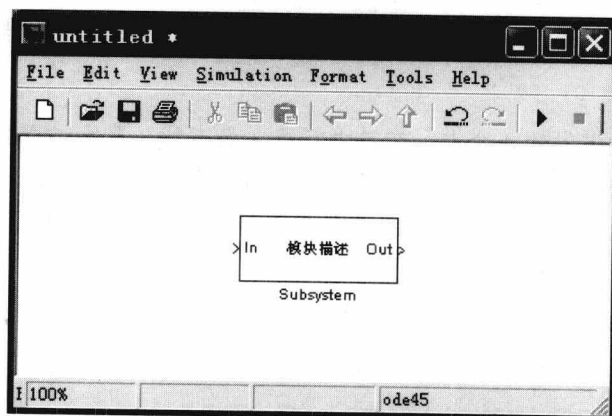 untitled *
File Edit View Simulation Format Tools Help
In 模块描述 Out
Subsystem
100%
ode45